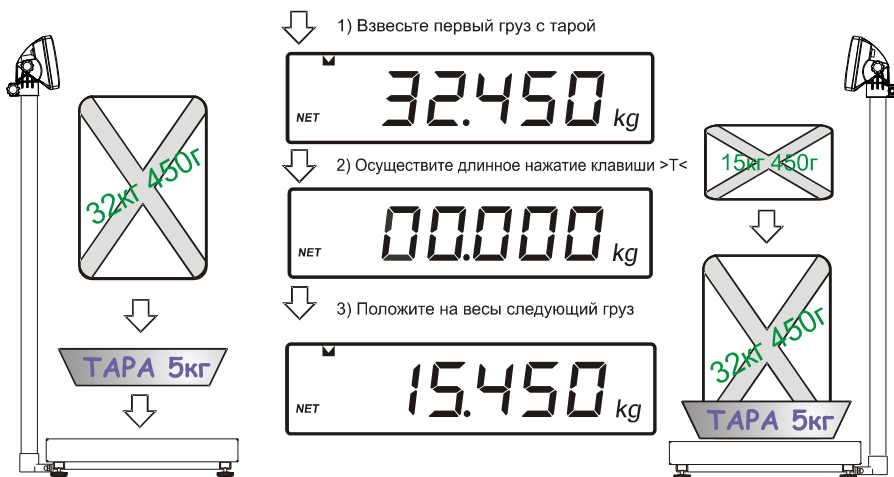 1) Взвесьте первый груз с тарой
NET 32.450 kg
2) Осуществите длинное нажатие клавиши >T<
NET 00.000 kg
3) Положите на весы следующий груз
NET 15.450 kg
32кг 450г
ТАРА 5кг
15кг 450г
32кг 450г
ТАРА 5кг